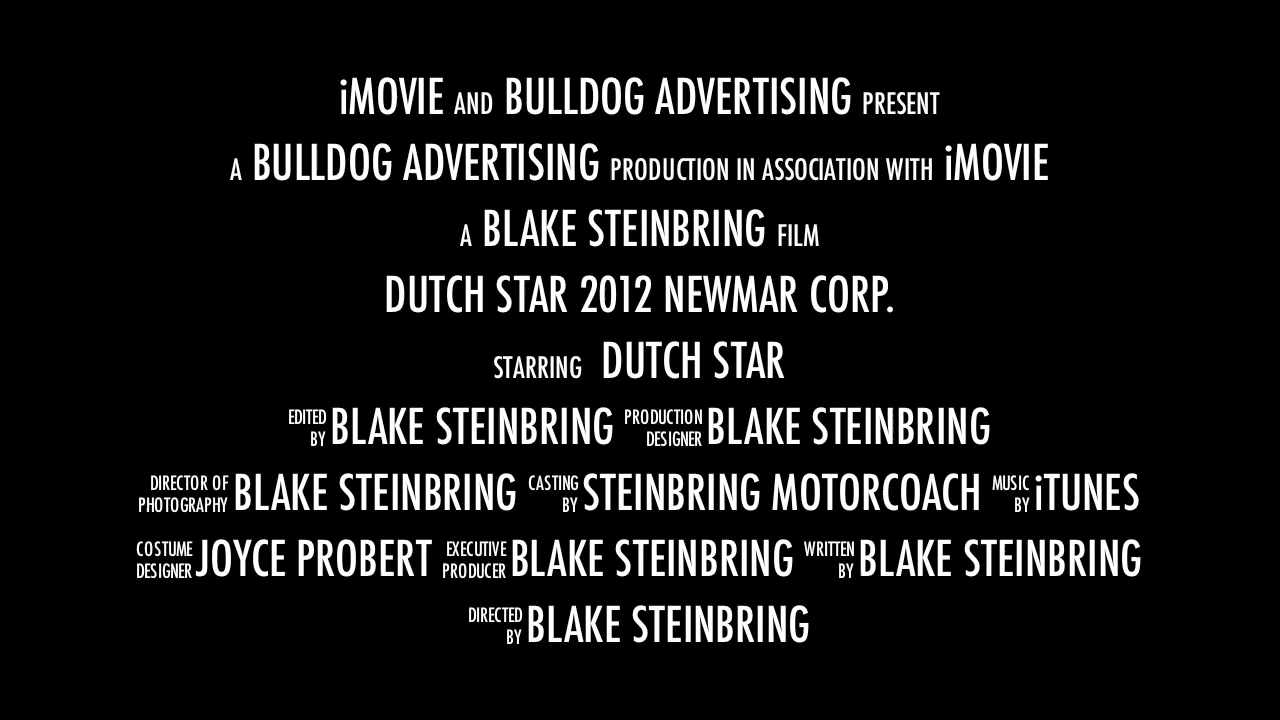 iMOVIE AND BULLDOG ADVERTISING PRESENT
A BULLDOG ADVERTISING PRODUCTION IN ASSOCIATION WITH iMOVIE
A BLAKE STEINBRING FILM
DUTCH STAR 2012 NEWMAR CORP.
STARRING DUTCH STAR
EDITED BY BLAKE STEINBRING PRODUCTION DESIGNER BLAKE STEINBRING
DIRECTOR OF PHOTOGRAPHY BLAKE STEINBRING CASTING BY STEINBRING MOTORCOACH MUSIC BY iTUNES
COSTUME DESIGNER JOYCE PROBERT EXECUTIVE PRODUCER BLAKE STEINBRING WRITTEN BY BLAKE STEINBRING
DIRECTED BY BLAKE STEINBRING